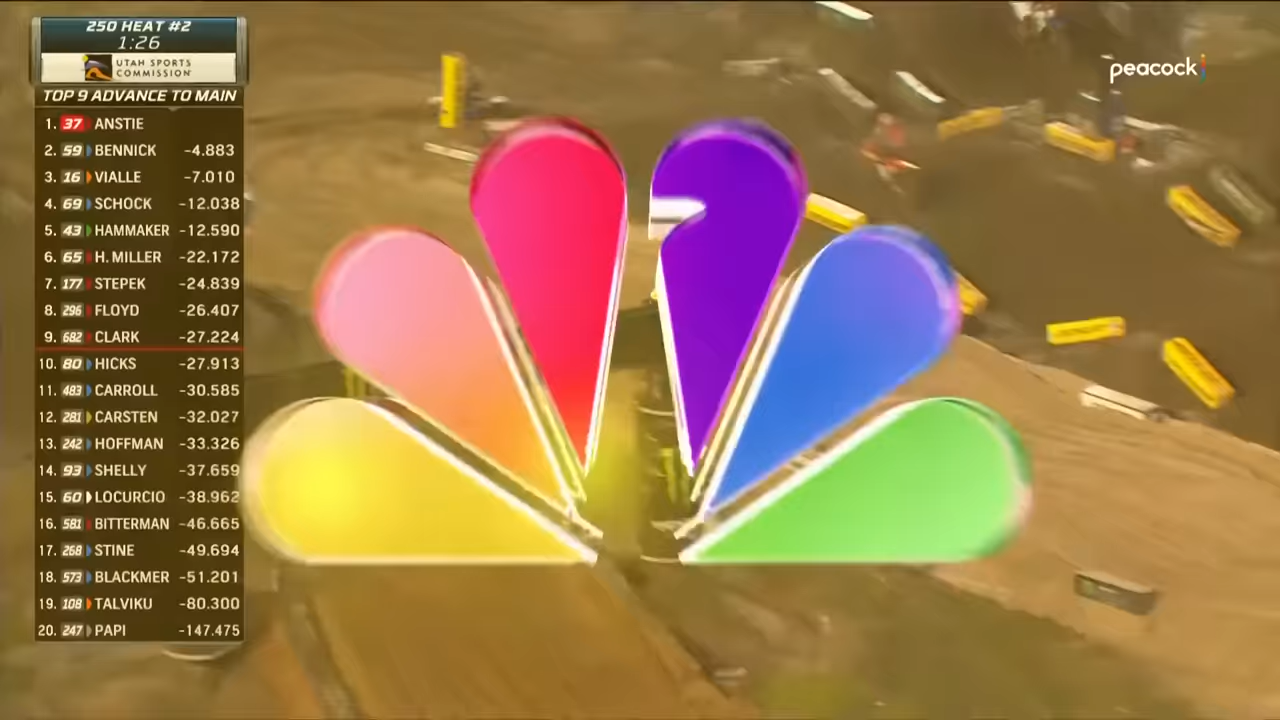 250 HEAT #2
1:26
UTAH SPORTS
COMMISSION
TOP 9 ADVANCE TO MAIN
1. 37 ANSTIE
2. 59 BENNICK -4.883
3. 16 VIALLE -7.010
4. 69 SCHOCK -12.038
5. 43 HAMMAKER -12.590
6. 65 H. MILLER -22.172
7. 177 STEPEK -24.839
8. 296 FLOYD -26.407
9. 682 CLARK -27.224
10. 80 HICKS -27.913
11. 483 CARROLL -30.585
12. 281 CARSTEN -32.027
13. 242 HOFFMAN -33.326
14. 93 SHELLY -37.659
15. 60 LOCURCIO -38.962
16. 581 BITTERMAN -46.665
17. 268 STINE -49.694
18. 573 BLACKMER -51.201
19. 108 TALVIKU -80.300
20. 247 PAPI -147.475
peacock